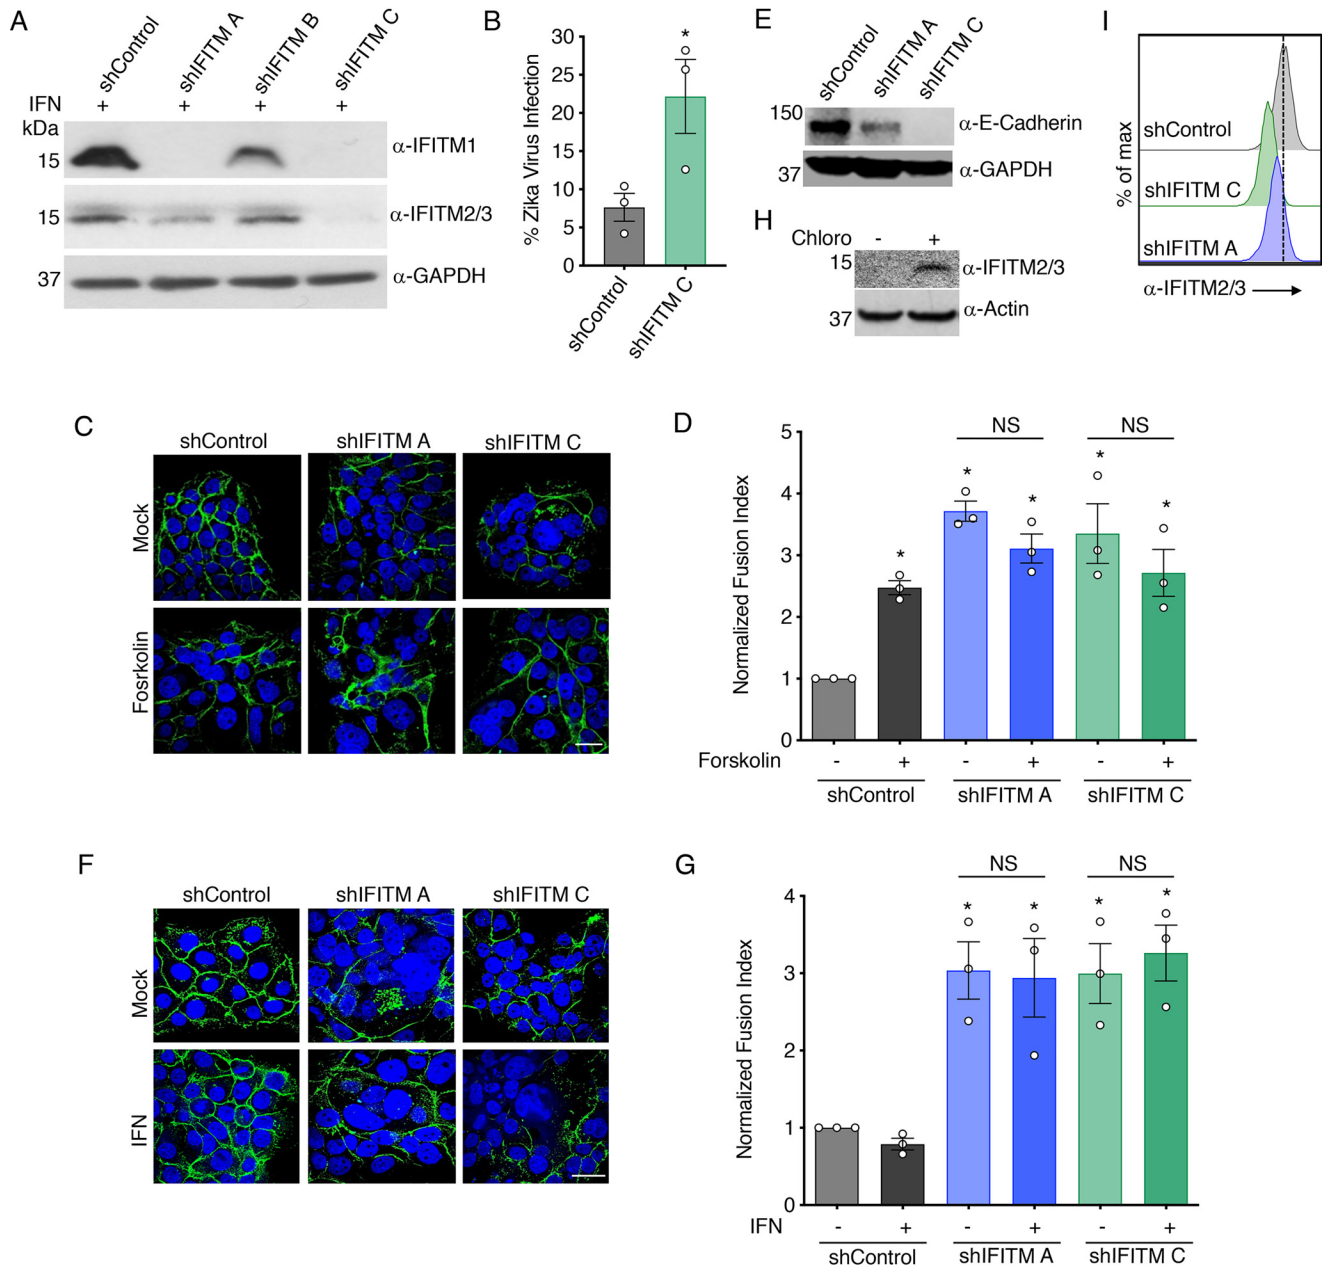 A
shControl
shIFITM A
shIFITM B
shIFITM C
IFN + + + +
kDa
15
α-IFITM1
15
α-IFITM2/3
37
α-GAPDH
B
% Zika Virus Infection
30
25
20
15
10
5
0
*
shControl
shIFITM C
E
shControl
shIFITM A
shIFITM C
150
α-E-Cadherin
37
α-GAPDH
H
Chloro - +
15
α-IFITM2/3
37
α-Actin
I
% of max
shControl
shIFITM C
shIFITM A
α-IFITM2/3
C
shControl
shIFITM A
shIFITM C
Mock
Fosrkolin
D
Normalized Fusion Index
5
4
3
2
1
0
NS
NS
* * * * *
Forskolin - + - + - +
shControl
shIFITM A
shIFITM C
F
shControl
shIFITM A
shIFITM C
Mock
IFN
G
Normalized Fusion Index
4
3
2
1
0
NS
NS
* * * *
IFN - + - + - +
shControl
shIFITM A
shIFITM C